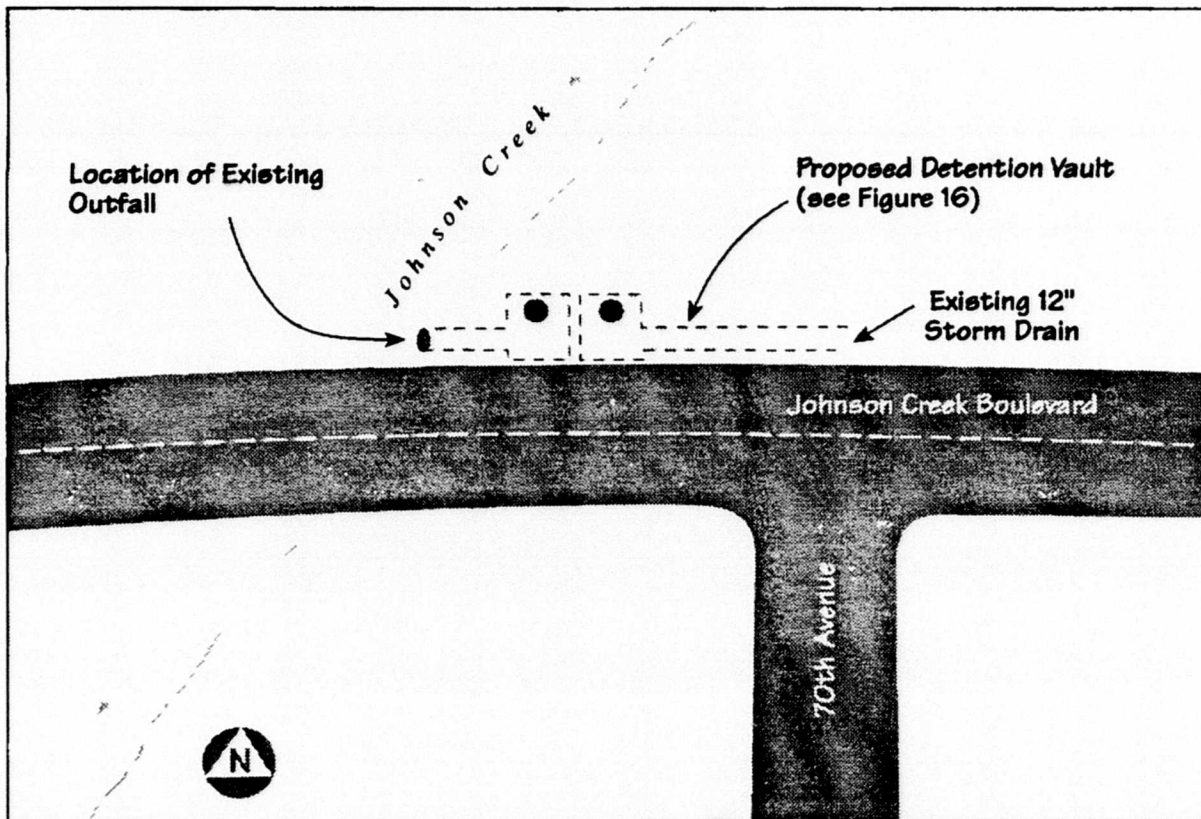 Johnson Creek
Location of Existing
Outfall
Proposed Detention Vault
(see Figure 16)
Existing 12"
Storm Drain
Johnson Creek Boulevard
70th Avenue
N